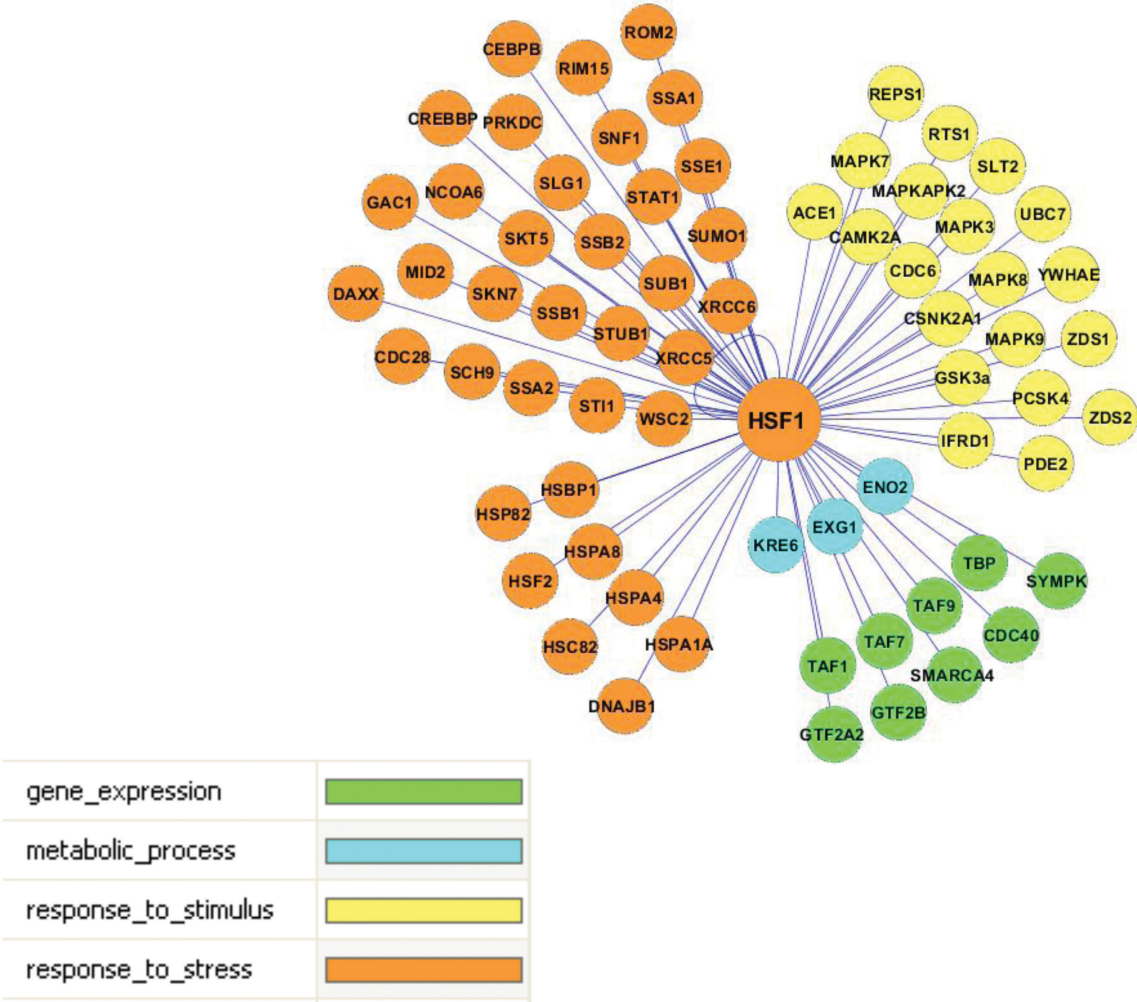 ROM2
CEBPB
RIM15
SSA1
REPS1
CREBBP
PRKDC
SNF1
RTS1
MAPK7
SLT2
SSE1
SLG1
NCOA6
STAT1
MAPKAPK2
GAC1
ACE1
UBC7
MAPK3
SUMO1
CAMK2A
SKT5
SSB2
MID2
CDC6
YWHAE
MAPK8
SUB1
DAXX
SKN7
XRCC6
SSB1
CSNK2A1
STUB1
MAPK9
ZDS1
CDC28
XRCC5
SCH9
GSK3a
SSA2
PCSK4
STI1
WSC2
HSF1
ZDS2
IFRD1
PDE2
ENO2
HSBP1
HSP82
EXG1
KRE6
HSPA8
TBP
HSF2
SYMPK
HSPA4
TAF9
CDC40
TAF7
HSC82
HSPA1A
TAF1
SMARCA4
DNAJB1
GTF2B
GTF2A2
gene_expression
metabolic_process
response_to_stimulus
response_to_stress